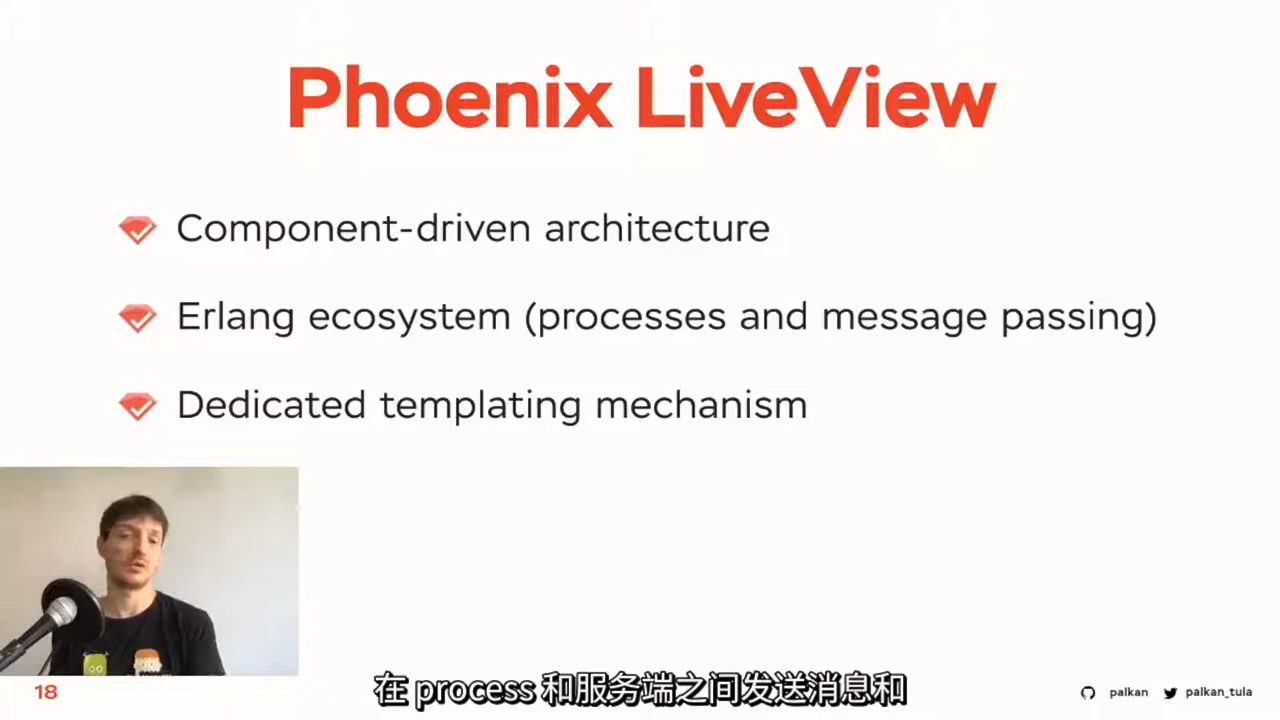 Phoenix LiveView
Component-driven architecture
Erlang ecosystem (processes and message passing)
Dedicated templating mechanism
在 process 和服务端之间发送消息和
18
palkan
palkan_tula